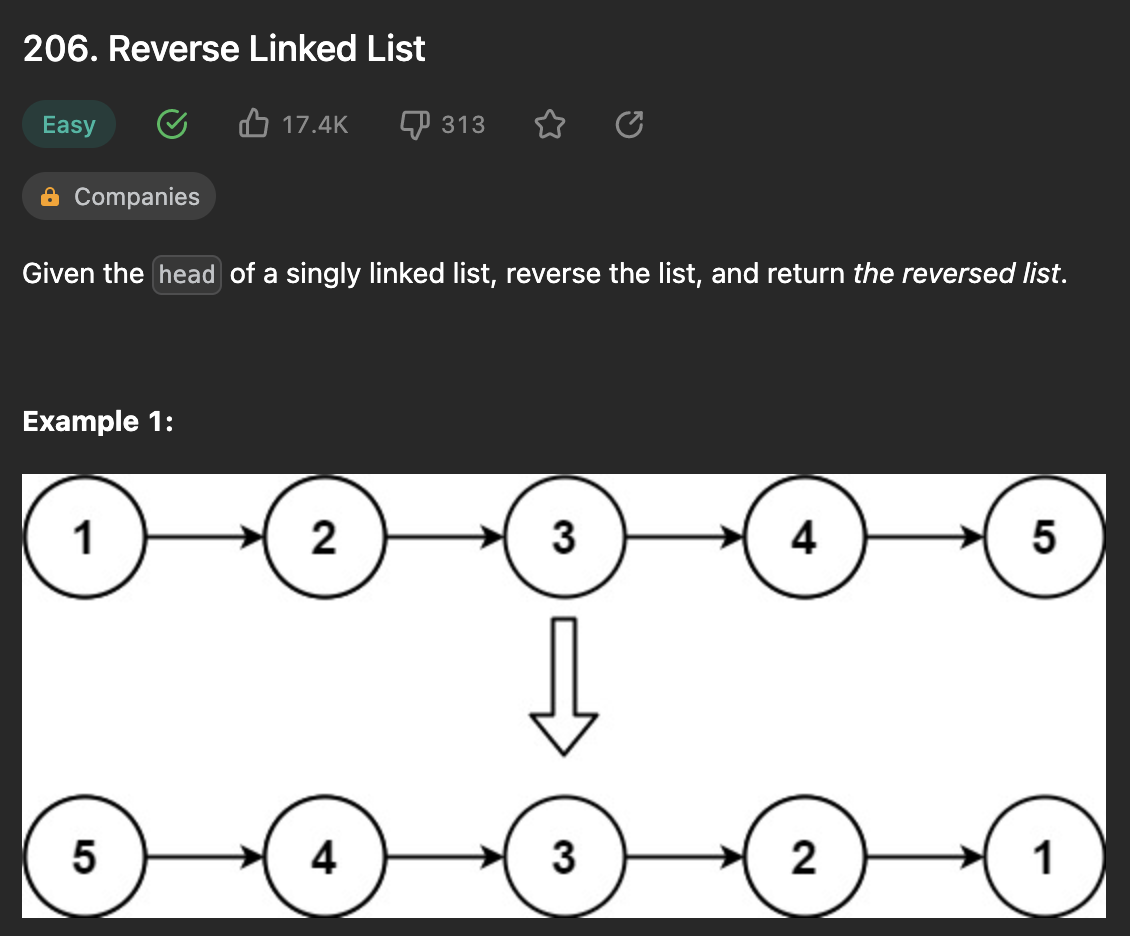 206. Reverse Linked List
Easy 17.4K 313
Companies
Given the head of a singly linked list, reverse the list, and return the reversed list.
Example 1:
1 2 3 4 5
5 4 3 2 1